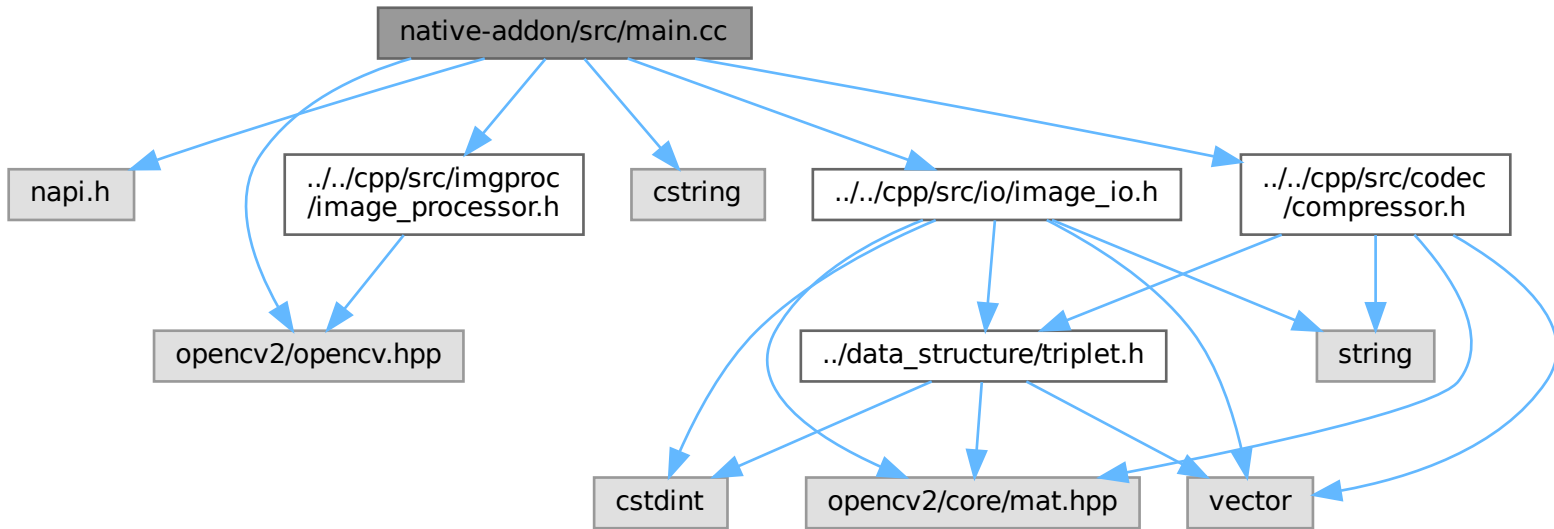 native-addon/src/main.cc
napi.h
../../cpp/src/imgproc
/image_processor.h
cstring
../../cpp/src/io/image_io.h
../../cpp/src/codec
/compressor.h
opencv2/opencv.hpp
../data_structure/triplet.h
string
cstdint
opencv2/core/mat.hpp
vector